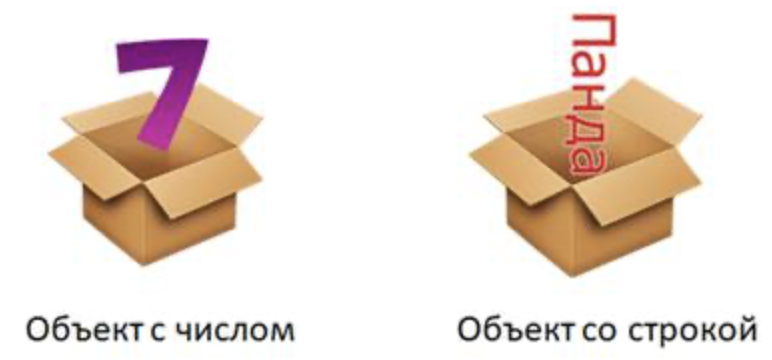 7
Панда
Объект с числом
Объект со строкой